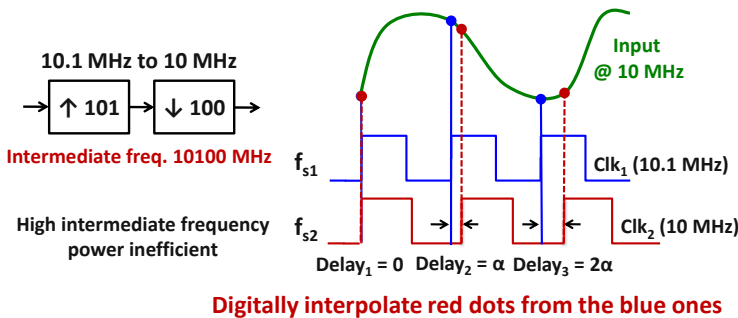 10.1 MHz to 10 MHz
↑ 101
↓ 100
Intermediate freq. 10100 MHz
High intermediate frequency
power inefficient
Input
@ 10 MHz
fs1
Clk1 (10.1 MHz)
fs2
Clk2 (10 MHz)
Delay1 = 0 Delay2 = α Delay3 = 2α
Digitally interpolate red dots from the blue ones